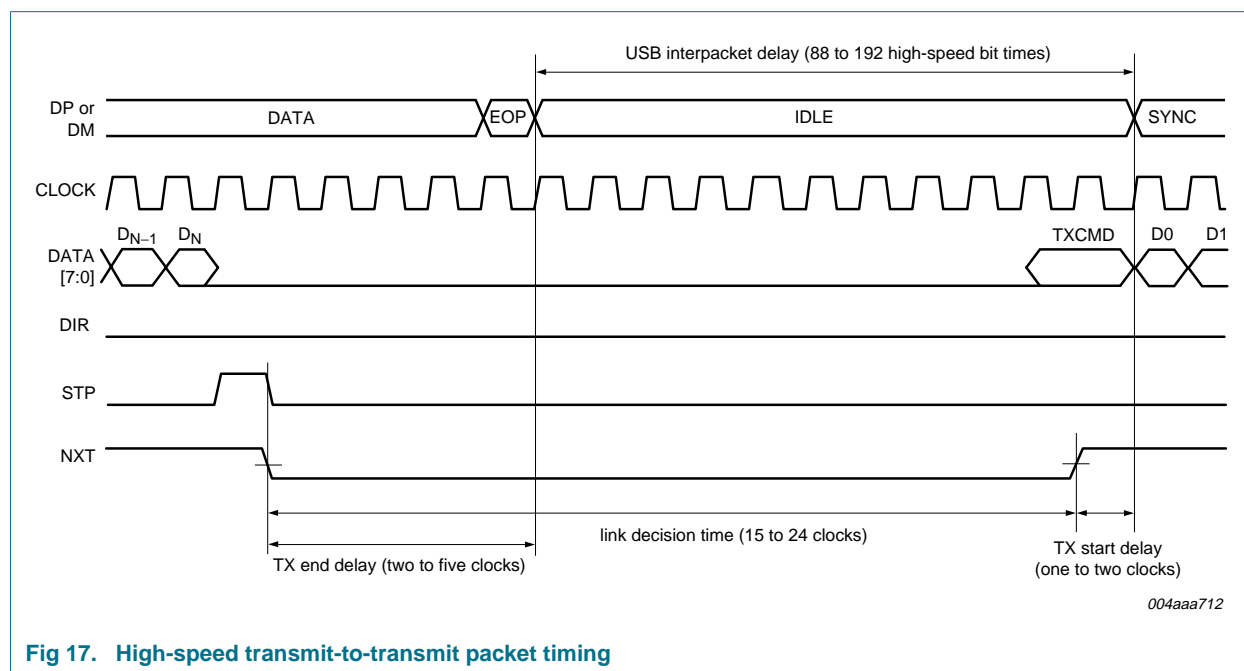 USB interpacket delay (88 to 192 high-speed bit times)
DP or
DM
DATA
EOP
IDLE
SYNC
CLOCK
DN−1
DN
TXCMD
D0
D1
DATA
[7:0]
DIR
STP
NXT
link decision time (15 to 24 clocks)
TX end delay (two to five clocks)
TX start delay
(one to two clocks)
004aaa712
Fig 17. High-speed transmit-to-transmit packet timing